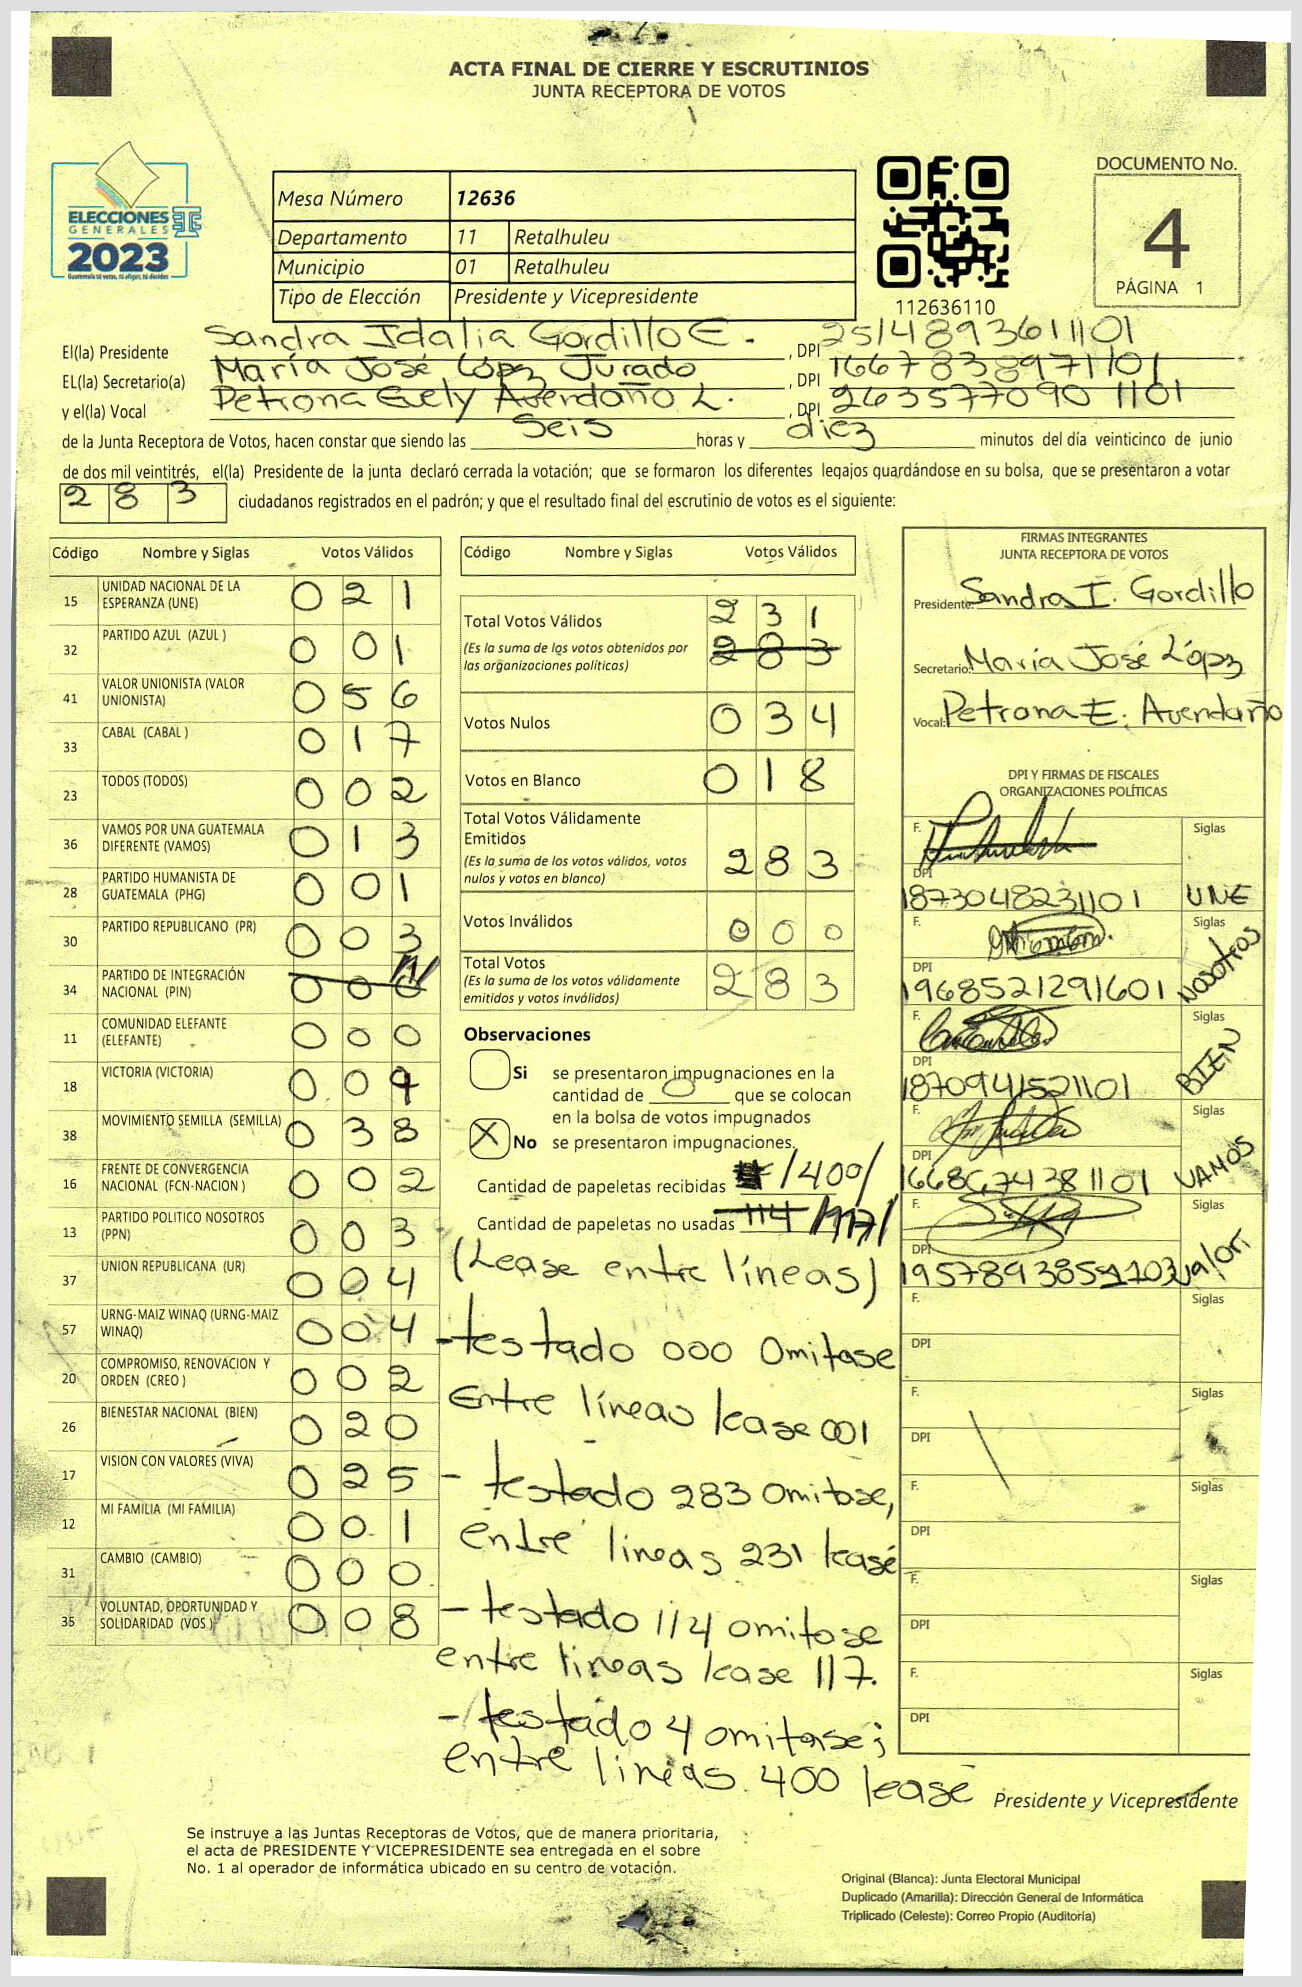 ACTA FINAL DE CIERRE Y ESCRUTINIOS
JUNTA RECEPTORA DE VOTOS
ELECCIONES
GENERALES
2023
Guatemala tú votas, tú eliges, tú decides
Mesa Número 12636
Departamento 11 Retalhuleu
Municipio 01 Retalhuleu
Tipo de Elección Presidente y Vicepresidente
112636110
DOCUMENTO No.
4
PÁGINA 1
El(la) Presidente Sandra Idalia Gordillo E. , DPI 2514893611101
EL(la) Secretario(a) María José López Jurado , DPI 1667838971101
y el(la) Vocal Petrona Evely Avendaño L. , DPI 2635770901101
de la Junta Receptora de Votos, hacen constar que siendo las Seis horas y diez minutos del día veinticinco de junio
de dos mil veintitrés, el(la) Presidente de la junta declaró cerrada la votación; que se formaron los diferentes legajos guardándose en su bolsa, que se presentaron a votar
283 ciudadanos registrados en el padrón; y que el resultado final del escrutinio de votos es el siguiente:
Código Nombre y Siglas Votos Válidos
15 UNIDAD NACIONAL DE LA ESPERANZA (UNE) 0 2 1
32 PARTIDO AZUL (AZUL ) 0 0 1
41 VALOR UNIONISTA (VALOR UNIONISTA) 0 5 6
33 CABAL (CABAL ) 0 1 7
23 TODOS (TODOS) 0 0 2
36 VAMOS POR UNA GUATEMALA DIFERENTE (VAMOS) 0 1 3
28 PARTIDO HUMANISTA DE GUATEMALA (PHG) 0 0 1
30 PARTIDO REPUBLICANO (PR) 0 0 3
34 PARTIDO DE INTEGRACIÓN NACIONAL (PIN) 0 0 0
11 COMUNIDAD ELEFANTE (ELEFANTE) 0 0 0
18 VICTORIA (VICTORIA) 0 0 9
38 MOVIMIENTO SEMILLA (SEMILLA) 0 3 8
16 FRENTE DE CONVERGENCIA NACIONAL (FCN-NACION ) 0 0 2
13 PARTIDO POLITICO NOSOTROS (PPN) 0 0 3
37 UNION REPUBLICANA (UR) 0 0 4
57 URNG-MAIZ WINAQ (URNG-MAIZ WINAQ) 0 0 4
20 COMPROMISO, RENOVACION Y ORDEN (CREO ) 0 0 2
26 BIENESTAR NACIONAL (BIEN) 0 2 0
17 VISION CON VALORES (VIVA) 0 2 5
12 MI FAMILIA (MI FAMILIA) 0 0 1
31 CAMBIO (CAMBIO) 0 0 0
35 VOLUNTAD, OPORTUNIDAD Y SOLIDARIDAD (VOS ) 0 0 8
Código Nombre y Siglas Votos Válidos
Total Votos Válidos 2 3 1
(Es la suma de los votos obtenidos por las organizaciones políticas) 2 8 3
Votos Nulos 0 3 4
Votos en Blanco 0 1 8
Total Votos Válidamente Emitidos
(Es la suma de los votos válidos, votos nulos y votos en blanco) 2 8 3
Votos Inválidos 0 0 0
Total Votos
(Es la suma de los votos válidamente emitidos y votos inválidos) 2 8 3
Observaciones
Si se presentaron impugnaciones en la
cantidad de 0 que se colocan
en la bolsa de votos impugnados
X No se presentaron impugnaciones.
Cantidad de papeletas recibidas /400/
Cantidad de papeletas no usadas 114 /117/
(Lease entre líneas)
-testado 000 Omitase
Entre líneas lease 001
- testado 283 Omitase,
entre lineas 231 lease
- testado 114 omitase
entre lineas lease 117.
- testado 4 omitase;
entre lineas 400 lease
FIRMAS INTEGRANTES
JUNTA RECEPTORA DE VOTOS
Presidente: Sandra I. Gordillo
Secretario: María José López
Vocal: Petrona E. Avendaño
DPI Y FIRMAS DE FISCALES
ORGANIZACIONES POLÍTICAS
F. Siglas
DPI
1873048231101 UNE
F. Siglas
DPI
1968521291601 NOSOTROS
F. Siglas
DPI
1870941521101 BIEN
F. Siglas
DPI
1668674381101 VAMOS
F. Siglas
DPI
valor
F. Siglas
DPI
F. Siglas
DPI
F. Siglas
DPI
F. Siglas
DPI
F. Siglas
DPI
Presidente y Vicepresidente
Se instruye a las Juntas Receptoras de Votos, que de manera prioritaria,
el acta de PRESIDENTE Y VICEPRESIDENTE sea entregada en el sobre
No. 1 al operador de informática ubicado en su centro de votación.
Original (Blanca): Junta Electoral Municipal
Duplicado (Amarilla): Dirección General de Informática
Triplicado (Celeste): Correo Propio (Auditoría)